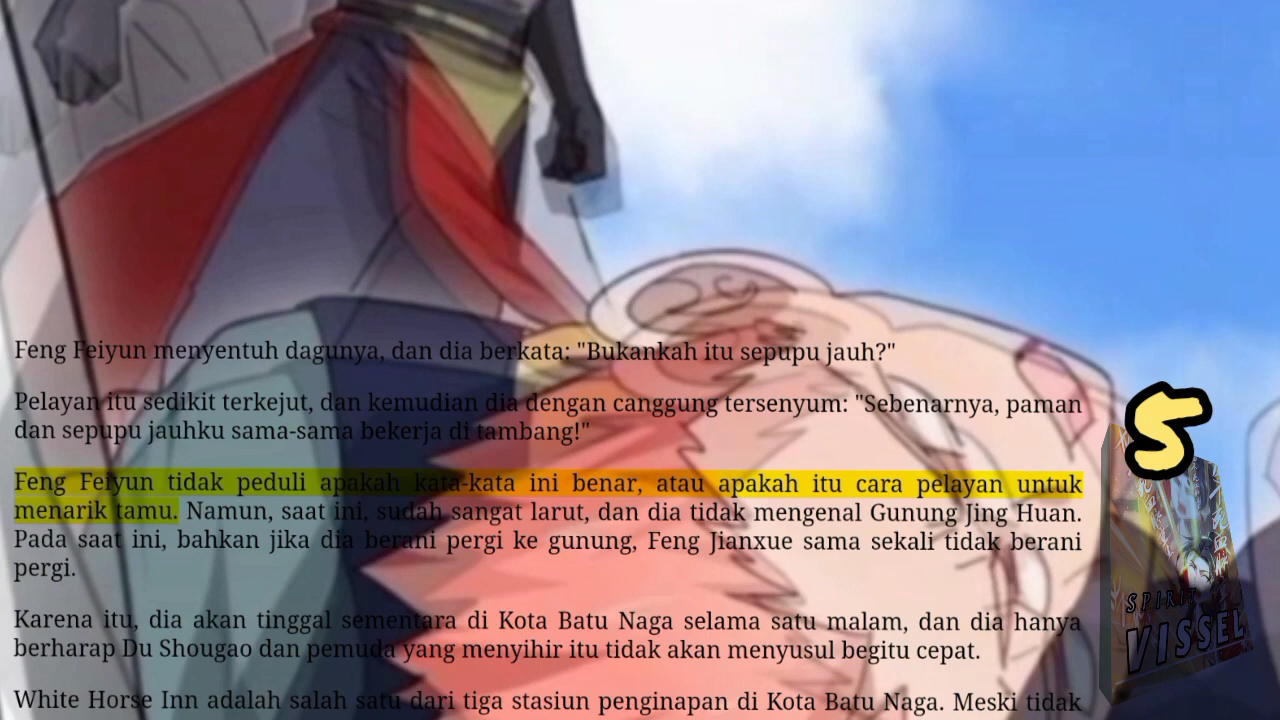 Feng Feiyun menyentuh dagunya, dan dia berkata: "Bukankah itu sepupu jauh?"
Pelayan itu sedikit terkejut, dan kemudian dia dengan canggung tersenyum: "Sebenarnya, paman
dan sepupu jauhku sama-sama bekerja di tambang!"
Feng Feiyun tidak peduli apakah kata-kata ini benar, atau apakah itu cara pelayan untuk
menarik tamu. Namun, saat ini, sudah sangat larut, dan dia tidak mengenal Gunung Jing Huan.
Pada saat ini, bahkan jika dia berani pergi ke gunung, Feng Jianxue sama sekali tidak berani
pergi.
Karena itu, dia akan tinggal sementara di Kota Batu Naga selama satu malam, dan dia hanya
berharap Du Shougao dan pemuda yang menyihir itu tidak akan menyusul begitu cepat.
White Horse Inn adalah salah satu dari tiga stasiun penginapan di Kota Batu Naga. Meski tidak
S
SPIRIT
VISSEL